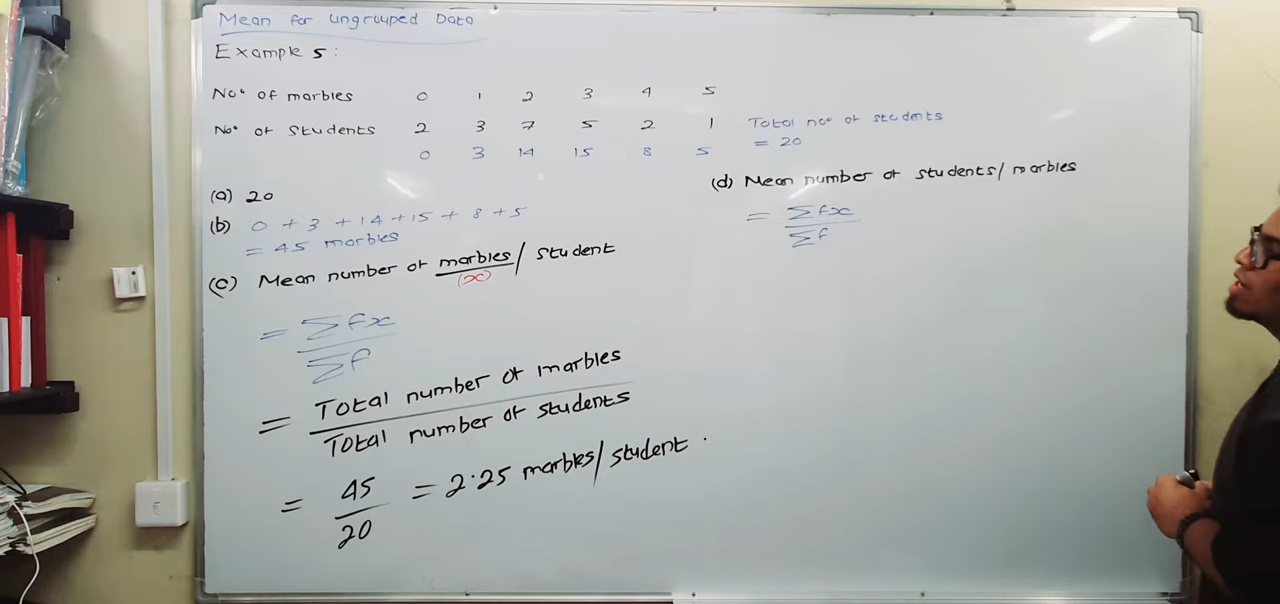 Mean for ungrouped Data
Example 5:
No. of marbles 0 1 2 3 4 5
No. of students 2 3 7 5 2 1 Total no. of students
0 3 14 15 8 5 = 20
(a) 20
(b) 0 + 3 + 14 + 15 + 8 + 5
= 45 marbles
(c) Mean number of marbles / student
(x)
= Σfx
Σf
= Total number of marbles
Total number of students
= 45 = 2.25 marbles/student.
20
(d) Mean number of students/marbles
= Σfx
Σf